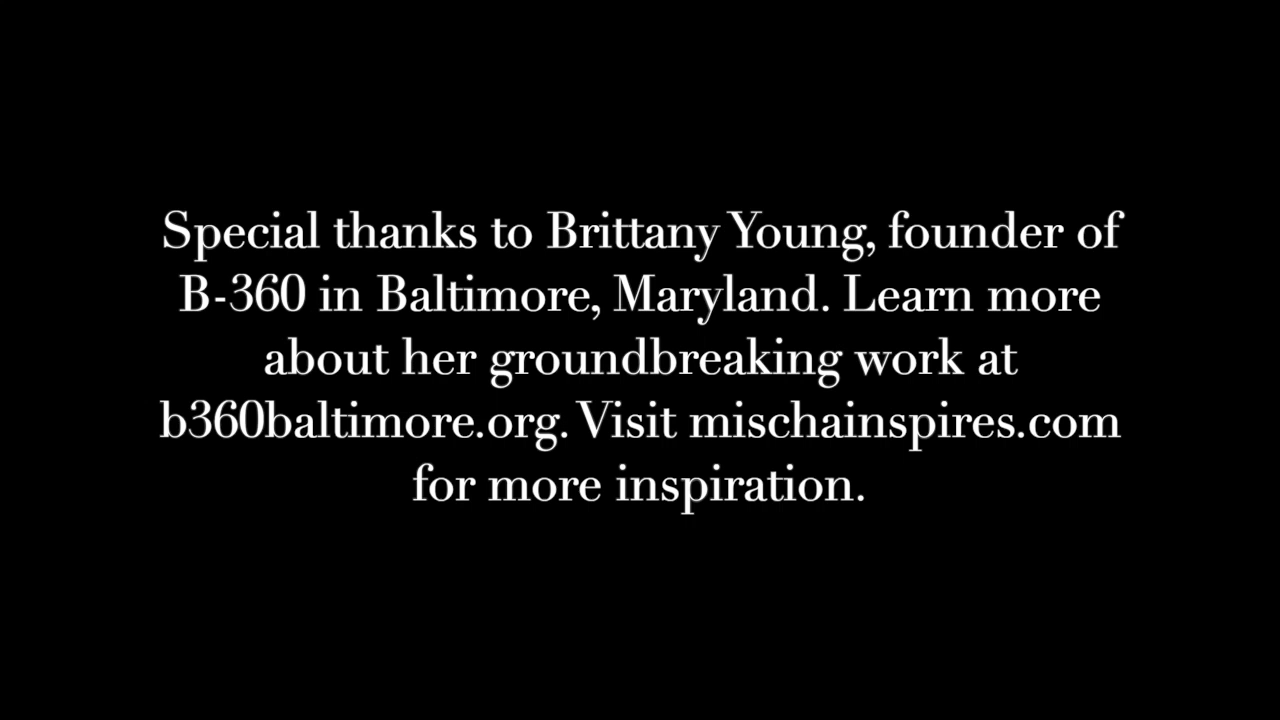 Special thanks to Brittany Young, founder of
B-360 in Baltimore, Maryland. Learn more
about her groundbreaking work at
b360baltimore.org. Visit mischainspires.com
for more inspiration.